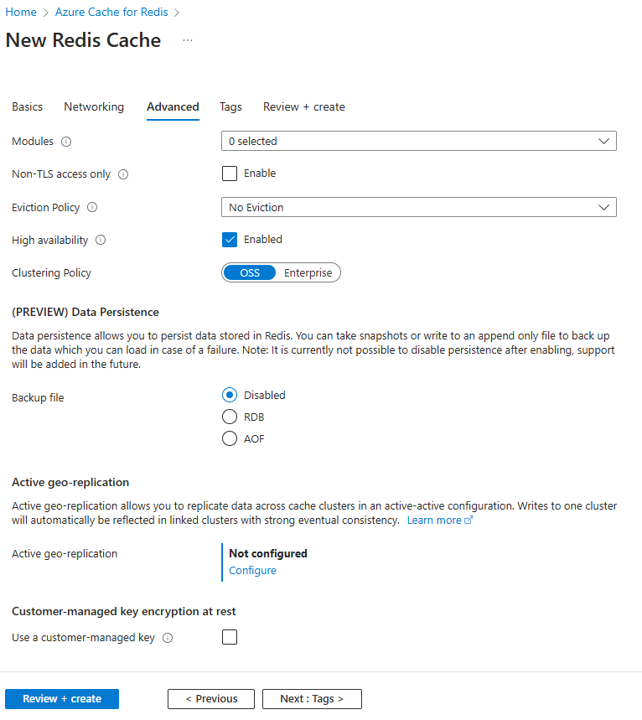 Home > Azure Cache for Redis >
New Redis Cache ...
Basics Networking Advanced Tags Review + create
Modules 0 selected
Non-TLS access only Enable
Eviction Policy No Eviction
High availability Enabled
Clustering Policy OSS Enterprise
(PREVIEW) Data Persistence
Data persistence allows you to persist data stored in Redis. You can take snapshots or write to an append only file to back up
the data which you can load in case of a failure. Note: It is currently not possible to disable persistence after enabling, support
will be added in the future.
Backup file Disabled
RDB
AOF
Active geo-replication
Active geo-replication allows you to replicate data across cache clusters in an active-active configuration. Writes to one cluster
will automatically be reflected in linked clusters with strong eventual consistency. Learn more
Active geo-replication Not configured
Configure
Customer-managed key encryption at rest
Use a customer-managed key
Review + create < Previous Next : Tags >